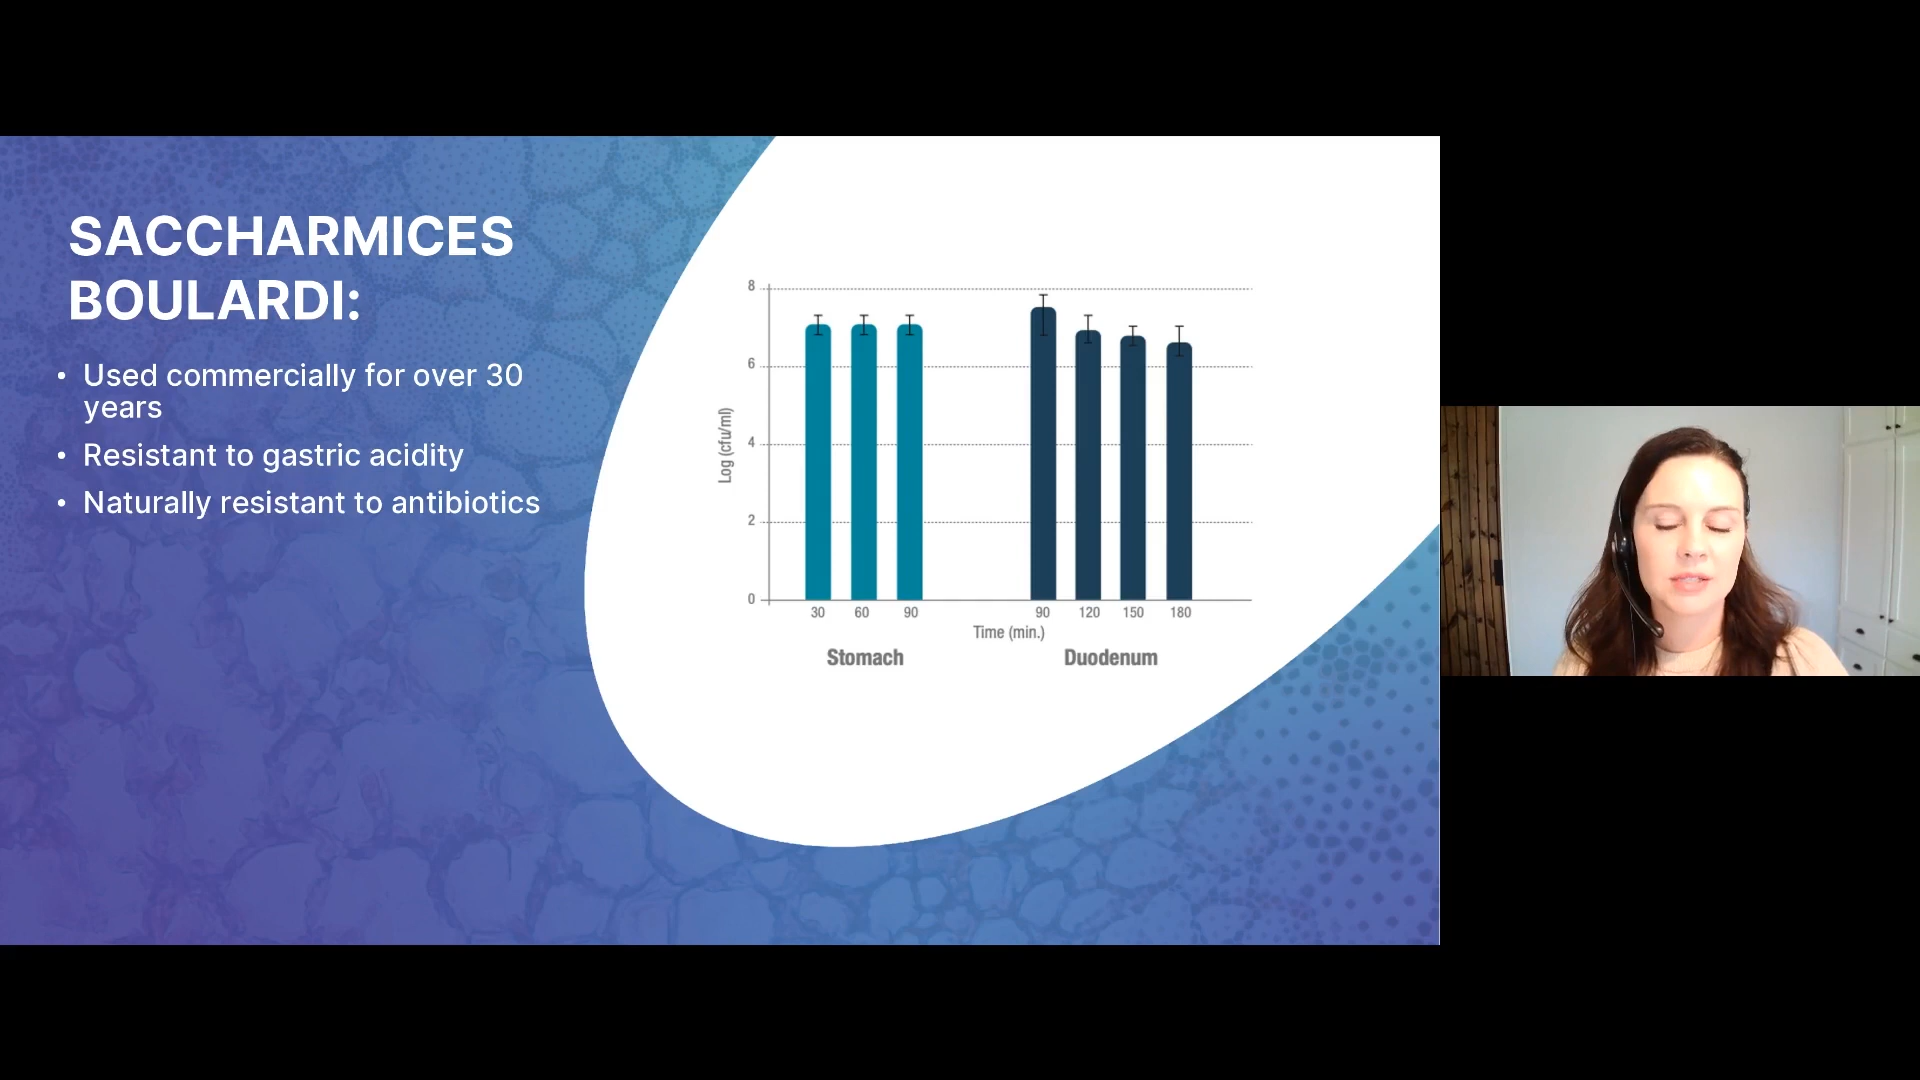 SACCHARMICES
BOULARDI:
• Used commercially for over 30
years
• Resistant to gastric acidity
• Naturally resistant to antibiotics
8
6
4
2
0
Log (cfu/ml)
30 60 90 90 120 150 180
Time (min.)
Stomach Duodenum